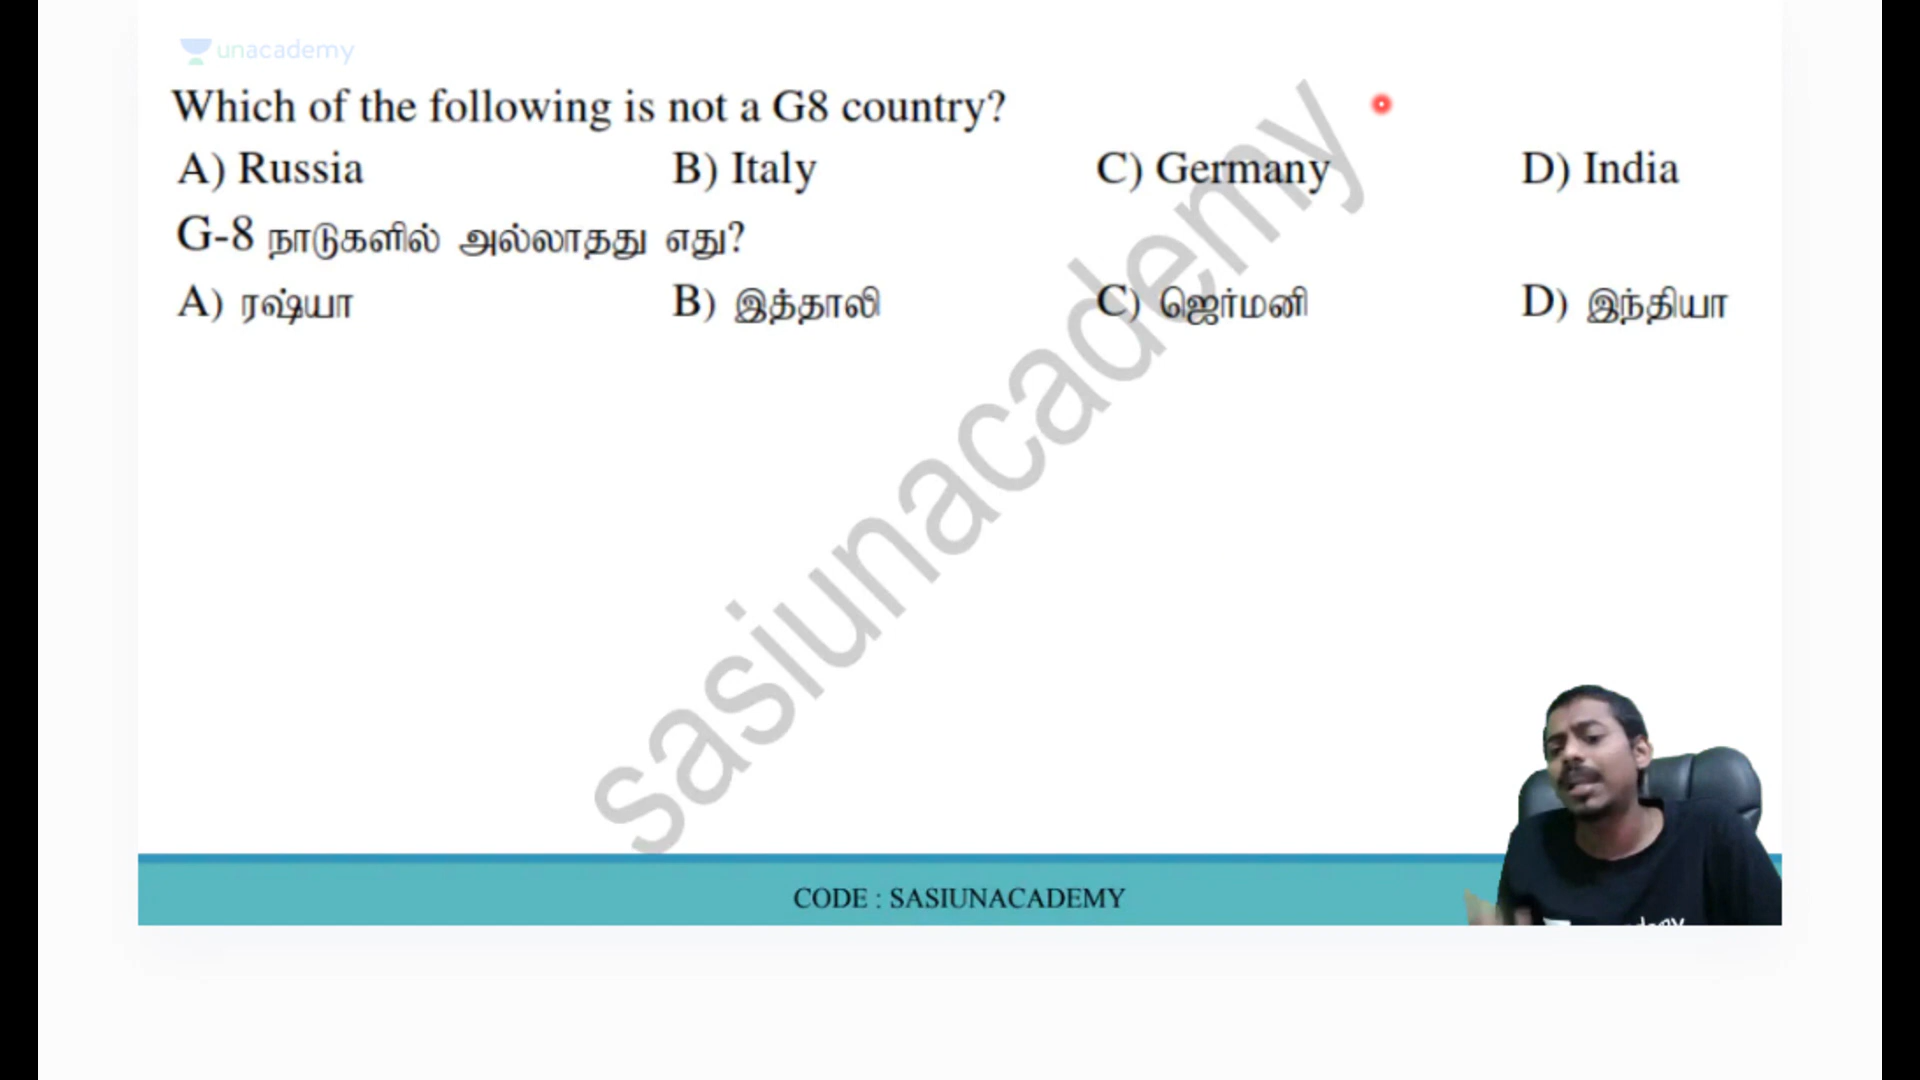 unacademy
Which of the following is not a G8 country?
A) Russia B) Italy C) Germany D) India
G-8 நாடுகளில் அல்லாதது எது?
A) ரஷ்யா B) இத்தாலி C) ஜெர்மனி D) இந்தியா
sasiunacademy
CODE : SASIUNACADEMY